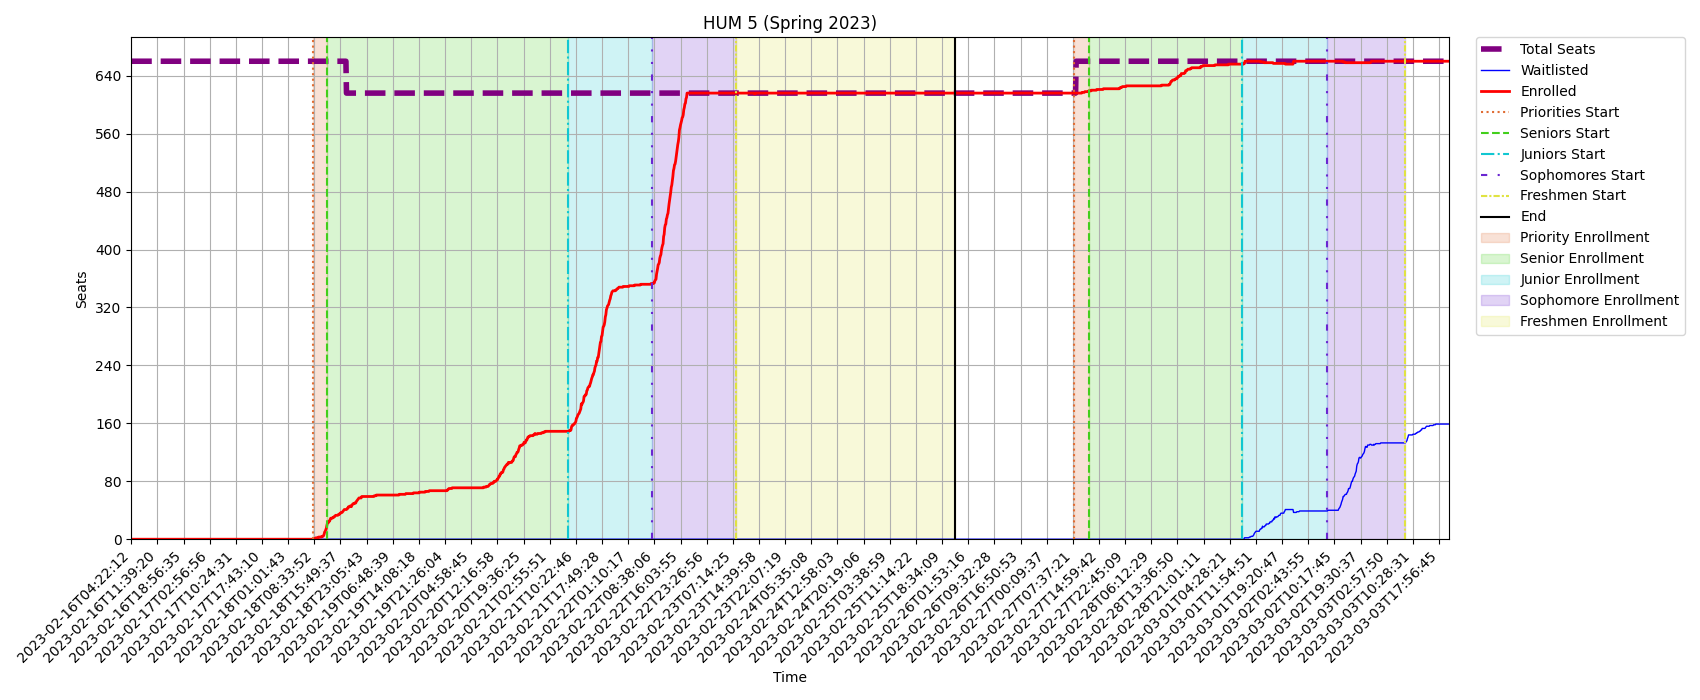 HUM 5 (Spring 2023)
Seats
640
560
480
400
320
240
160
80
0
2023-02-16T04:22:12
2023-02-16T11:39:20
2023-02-16T18:56:35
2023-02-17T02:56:56
2023-02-17T10:24:31
2023-02-17T17:43:10
2023-02-18T01:01:43
2023-02-18T08:33:52
2023-02-18T15:49:37
2023-02-18T23:05:43
2023-02-19T06:48:39
2023-02-19T14:08:18
2023-02-19T21:26:04
2023-02-20T04:58:45
2023-02-20T12:16:58
2023-02-20T19:36:25
2023-02-21T02:55:51
2023-02-21T10:22:46
2023-02-21T17:49:28
2023-02-22T01:10:17
2023-02-22T08:38:06
2023-02-22T16:03:55
2023-02-22T23:26:56
2023-02-23T07:14:25
2023-02-23T14:39:58
2023-02-23T22:07:19
2023-02-24T05:35:08
2023-02-24T12:58:03
2023-02-24T20:19:06
2023-02-25T03:38:59
2023-02-25T11:14:22
2023-02-25T18:34:09
2023-02-26T01:53:16
2023-02-26T09:32:28
2023-02-26T16:50:53
2023-02-27T00:09:37
2023-02-27T07:37:21
2023-02-27T14:59:42
2023-02-27T22:45:09
2023-02-28T06:12:29
2023-02-28T13:36:50
2023-02-28T21:01:11
2023-03-01T04:28:21
2023-03-01T11:54:51
2023-03-01T19:20:47
2023-03-02T02:43:55
2023-03-02T10:17:45
2023-03-02T19:30:37
2023-03-03T02:57:50
2023-03-03T10:28:31
2023-03-03T17:56:45
Time
Total Seats
Waitlisted
Enrolled
Priorities Start
Seniors Start
Juniors Start
Sophomores Start
Freshmen Start
End
Priority Enrollment
Senior Enrollment
Junior Enrollment
Sophomore Enrollment
Freshmen Enrollment